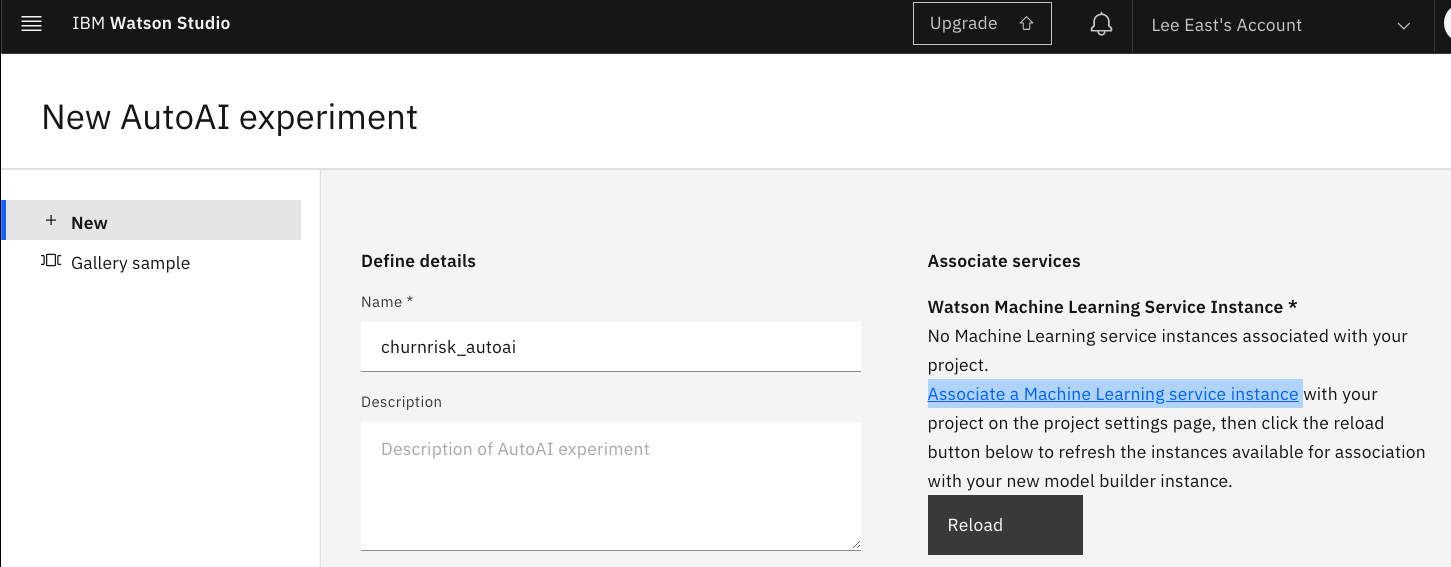 IBM Watson Studio
Upgrade
Lee East's Account
New AutoAI experiment
New
Gallery sample
Define details
Name *
churnrisk_autoai
Description
Description of AutoAI experiment
Associate services
Watson Machine Learning Service Instance *
No Machine Learning service instances associated with your
project.
Associate a Machine Learning service instance with your
project on the project settings page, then click the reload
button below to refresh the instances available for association
with your new model builder instance.
Reload